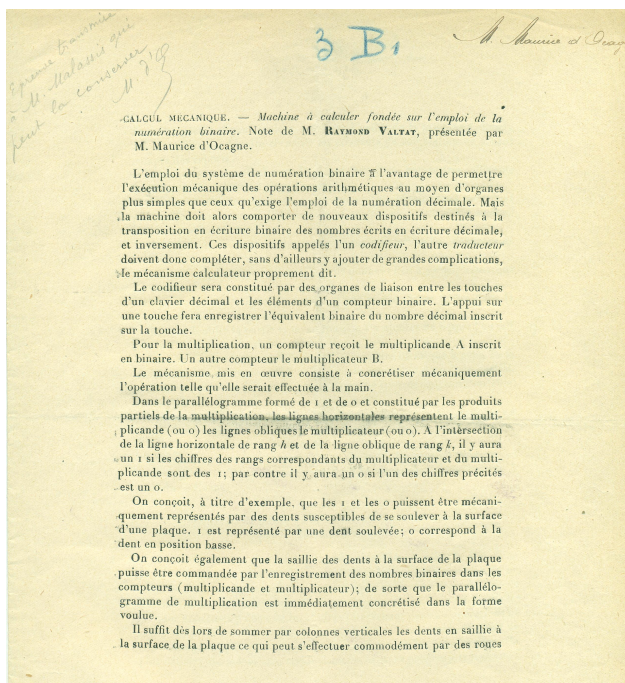 Epreuve transmise
à M. Malassis qui
peut la conserver
M. d'O
3 B1
M. Maurice d'Ocag
CALCUL MÉCANIQUE. — Machine à calculer fondée sur l'emploi de la
numération binaire. Note de M. RAYMOND VALTAT, présentée par
M. Maurice d'Ocagne.
L'emploi du système de numération binaire a l'avantage de permettre
l'exécution mécanique des opérations arithmétiques au moyen d'organes
plus simples que ceux qu'exige l'emploi de la numération décimale. Mais
la machine doit alors comporter de nouveaux dispositifs destinés à la
transposition en écriture binaire des nombres écrits en écriture décimale,
et inversement. Ces dispositifs appelés l'un codifieur, l'autre traducteur
doivent donc compléter, sans d'ailleurs y ajouter de grandes complications,
le mécanisme calculateur proprement dit.
Le codifieur sera constitué par des organes de liaison entre les touches
d'un clavier décimal et les éléments d'un compteur binaire. L'appui sur
une touche fera enregistrer l'équivalent binaire du nombre décimal inscrit
sur la touche.
Pour la multiplication, un compteur reçoit le multiplicande A inscrit
en binaire. Un autre compteur le multiplicateur B.
Le mécanisme mis en œuvre consiste à concrétiser mécaniquement
l'opération telle qu'elle serait effectuée à la main.
Dans le parallélogramme formé de 1 et de 0 et constitué par les produits
partiels de la multiplication, les lignes horizontales représentent le multi-
plicande (ou 0) les lignes obliques le multiplicateur (ou 0). A l'intersection
de la ligne horizontale de rang h et de la ligne oblique de rang k, il y aura
un 1 si les chiffres des rangs correspondants du multiplicateur et du multi-
plicande sont des 1; par contre il y aura un 0 si l'un des chiffres précités
est un 0.
On conçoit, à titre d'exemple, que les 1 et les 0 puissent être mécani-
quement représentés par des dents susceptibles de se soulever à la surface
d'une plaque. 1 est représenté par une dent soulevée; 0 correspond à la
dent en position basse.
On conçoit également que la saillie des dents à la surface de la plaque
puisse être commandée par l'enregistrement des nombres binaires dans les
compteurs (multiplicande et multiplicateur); de sorte que le parallélo-
gramme de multiplication est immédiatement concrétisé dans la forme
voulue.
Il suffit dès lors de sommer par colonnes verticales les dents en saillie à
la surface de la plaque ce qui peut s'effectuer commodément par des roues